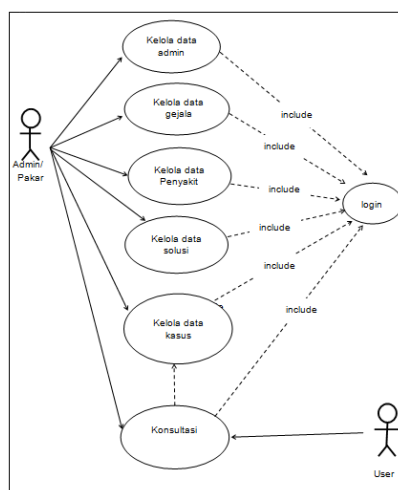 Kelola data
admin
include
Kelola data
gejala
include
Admin/
Pakar
Kelola data
Penyakit
include
login
Kelola data
solusi
include
include
Kelola data
kasus
include
Konsultasi
User